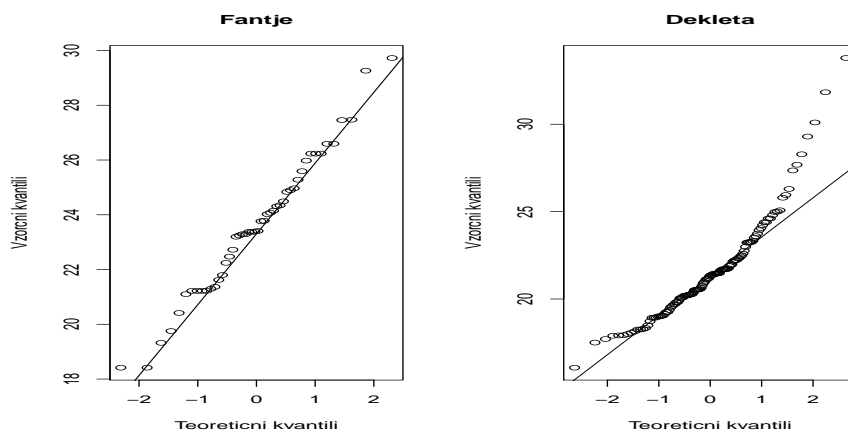 Fantje
30
28
26
24
22
20
18
Vzorcni kvantili
−2 −1 0 1 2
Teoreticni kvantili
Dekleta
30
25
20
Vzorcni kvantili
−2 −1 0 1 2
Teoreticni kvantili